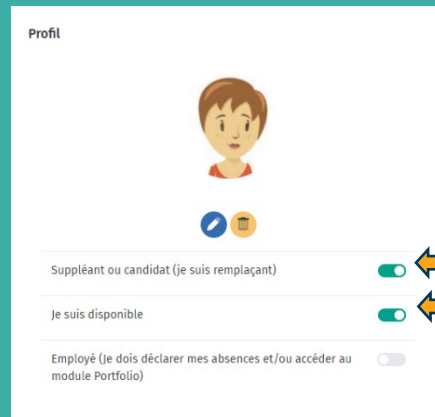 Profil
Suppléant ou candidat (je suis remplaçant)
Je suis disponible
Employé (Je dois déclarer mes absences et/ou accéder au
module Portfolio)